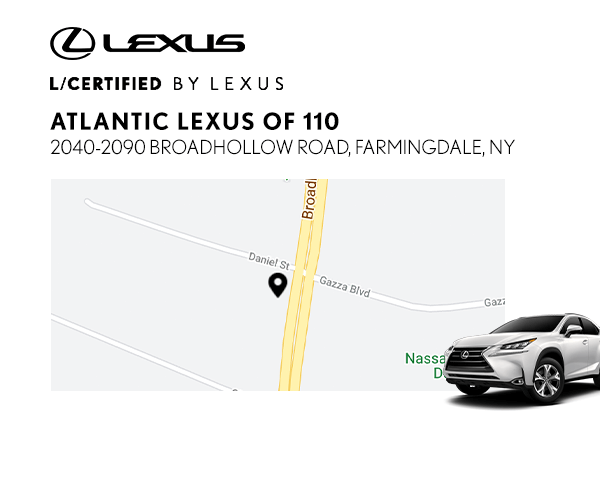 LEXUS
L/CERTIFIED BY LEXUS
ATLANTIC LEXUS OF 110
2040-2090 BROADHOLLOW ROAD, FARMINGDALE, NY
Broadh
Daniel St
Gazza Blvd
Gazz
Nassa
D